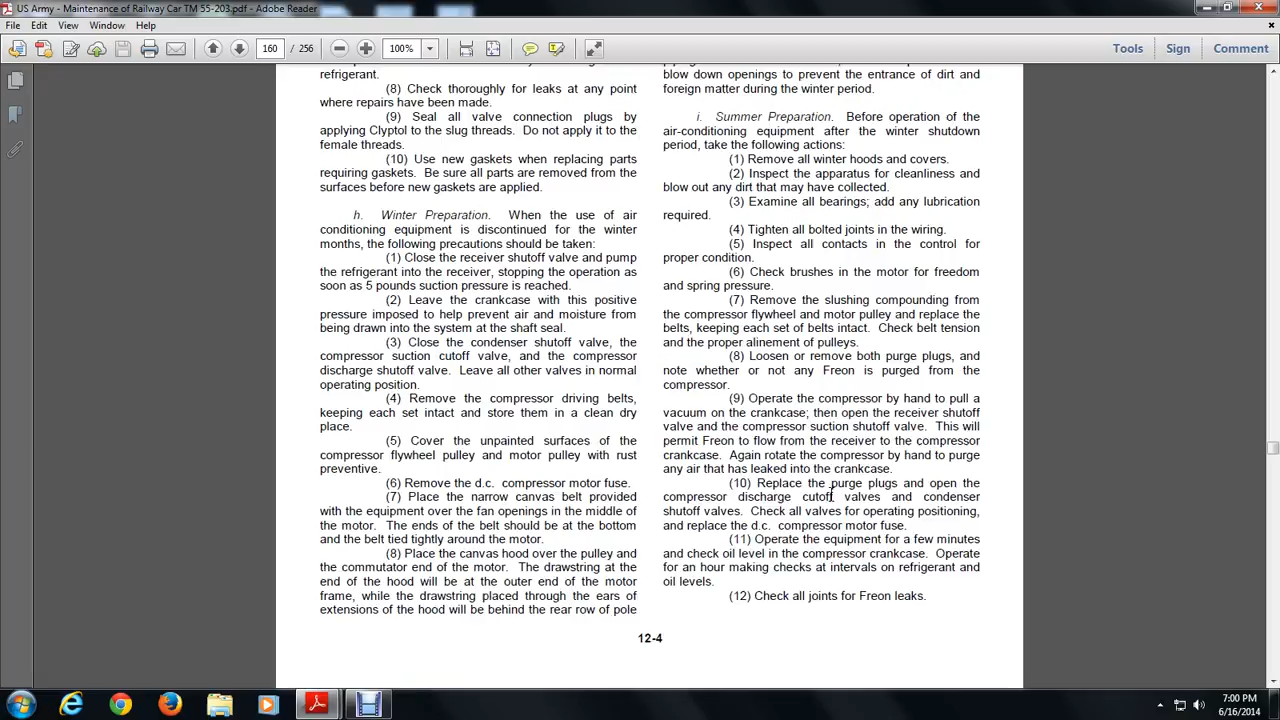 US Army - Maintenance of Railway Car TM 55-203.pdf - Adobe Reader
File Edit View Window Help
160 / 256 100% Tools Sign Comment
refrigerant.
(8) Check thoroughly for leaks at any point
where repairs have been made.
(9) Seal all valve connection plugs by
applying Clyptol to the slug threads. Do not apply it to the
female threads.
(10) Use new gaskets when replacing parts
requiring gaskets. Be sure all parts are removed from the
surfaces before new gaskets are applied.
h. Winter Preparation. When the use of air
conditioning equipment is discontinued for the winter
months, the following precautions should be taken:
(1) Close the receiver shutoff valve and pump
the refrigerant into the receiver, stopping the operation as
soon as 5 pounds suction pressure is reached.
(2) Leave the crankcase with this positive
pressure imposed to help prevent air and moisture from
being drawn into the system at the shaft seal.
(3) Close the condenser shutoff valve, the
compressor suction cutoff valve, and the compressor
discharge shutoff valve. Leave all other valves in normal
operating position.
(4) Remove the compressor driving belts,
keeping each set intact and store them in a clean dry
place.
(5) Cover the unpainted surfaces of the
compressor flywheel pulley and motor pulley with rust
preventive.
(6) Remove the d.c. compressor motor fuse.
(7) Place the narrow canvas belt provided
with the equipment over the fan openings in the middle of
the motor. The ends of the belt should be at the bottom
and the belt tied tightly around the motor.
(8) Place the canvas hood over the pulley and
the commutator end of the motor. The drawstring at the
end of the hood will be at the outer end of the motor
frame, while the drawstring placed through the ears of
extensions of the hood will be behind the rear row of pole
blow down openings to prevent the entrance of dirt and
foreign matter during the winter period.
i. Summer Preparation. Before operation of the
air-conditioning equipment after the winter shutdown
period, take the following actions:
(1) Remove all winter hoods and covers.
(2) Inspect the apparatus for cleanliness and
blow out any dirt that may have collected.
(3) Examine all bearings; add any lubrication
required.
(4) Tighten all bolted joints in the wiring.
(5) Inspect all contacts in the control for
proper condition.
(6) Check brushes in the motor for freedom
and spring pressure.
(7) Remove the slushing compounding from
the compressor flywheel and motor pulley and replace the
belts, keeping each set of belts intact. Check belt tension
and the proper alinement of pulleys.
(8) Loosen or remove both purge plugs, and
note whether or not any Freon is purged from the
compressor.
(9) Operate the compressor by hand to pull a
vacuum on the crankcase; then open the receiver shutoff
valve and the compressor suction shutoff valve. This will
permit Freon to flow from the receiver to the compressor
crankcase. Again rotate the compressor by hand to purge
any air that has leaked into the crankcase.
(10) Replace the purge plugs and open the
compressor discharge cutoff valves and condenser
shutoff valves. Check all valves for operating positioning,
and replace the d.c. compressor motor fuse.
(11) Operate the equipment for a few minutes
and check oil level in the compressor crankcase. Operate
for an hour making checks at intervals on refrigerant and
oil levels.
(12) Check all joints for Freon leaks.
12-4
7:00 PM
6/16/2014